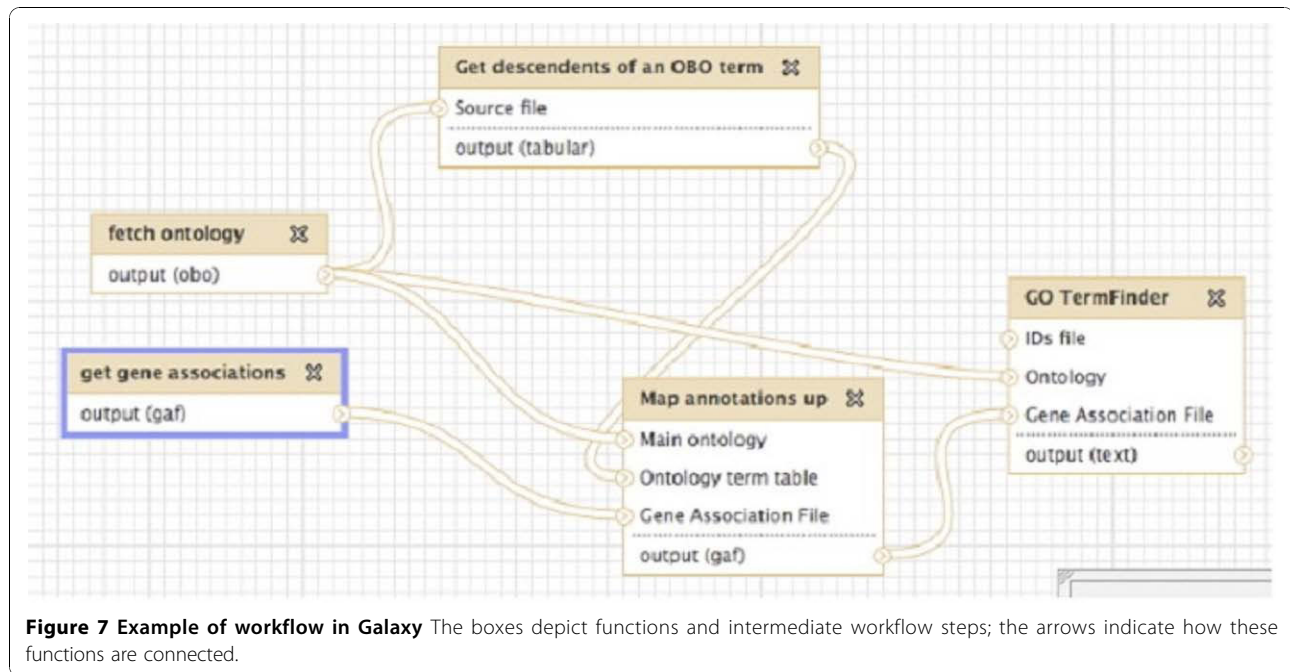 Get descendents of an OBO term
Source file
output (tabular)
fetch ontology
output (obo)
get gene associations
output (gaf)
Map annotations up
Main ontology
Ontology term table
Gene Association File
output (gaf)
GO TermFinder
IDs file
Ontology
Gene Association File
output (text)
Figure 7 Example of workflow in Galaxy The boxes depict functions and intermediate workflow steps; the arrows indicate how these
functions are connected.